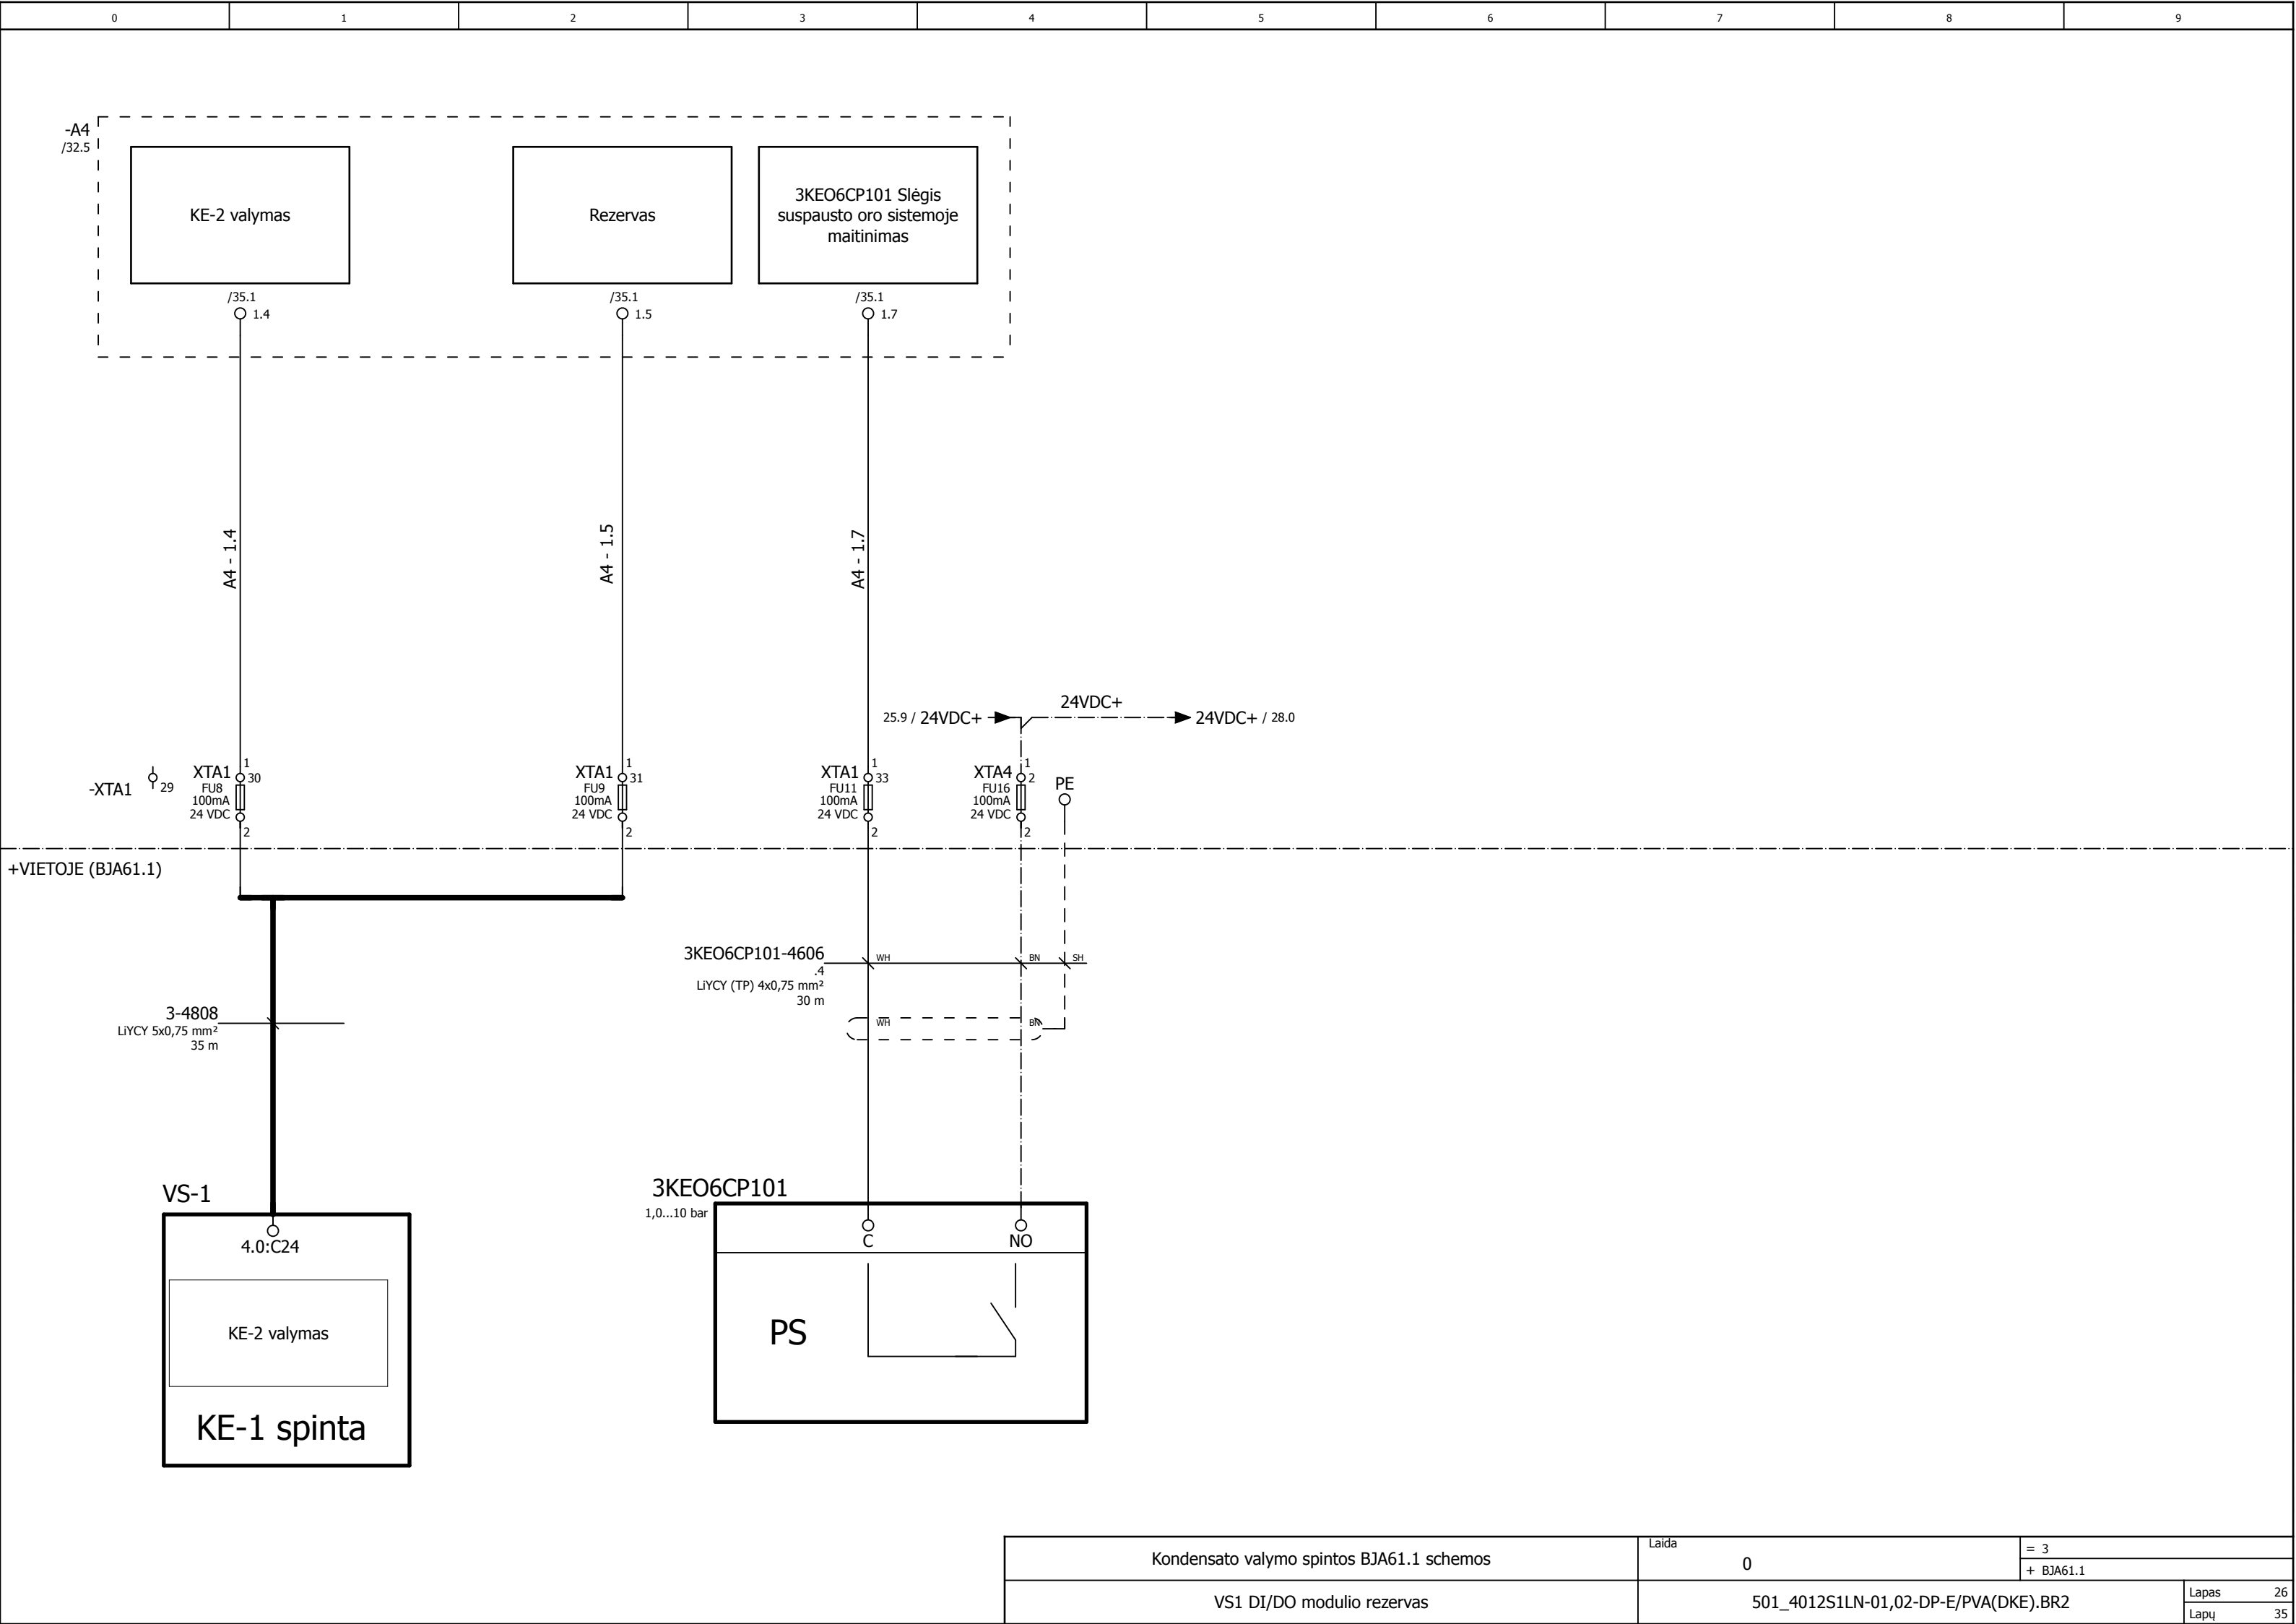 0 1 2 3 4 5 6 7 8 9
-A4
/32.5
KE-2 valymas
Rezervas
3KEO6CP101 Slėgis
suspausto oro sistemoje
maitinimas
/35.1
1.4
/35.1
1.5
/35.1
1.7
A4 - 1.4
A4 - 1.5
A4 - 1.7
25.9 / 24VDC+
24VDC+
24VDC+ / 28.0
-XTA1
29
XTA1
FU8
100mA
24 VDC
1
30
2
XTA1
FU9
100mA
24 VDC
1
31
2
XTA1
FU11
100mA
24 VDC
1
33
2
XTA4
FU16
100mA
24 VDC
1
2
2
PE
+VIETOJE (BJA61.1)
3KEO6CP101-4606
.4
LiYCY (TP) 4x0,75 mm²
30 m
WH
BN
SH
WH
BN
3-4808
LiYCY 5x0,75 mm²
35 m
VS-1
4.0:C24
KE-2 valymas
KE-1 spinta
3KEO6CP101
1,0...10 bar
C
NO
PS
Kondensato valymo spintos BJA61.1 schemos
Laida
0
= 3
+ BJA61.1
VS1 DI/DO modulio rezervas
501_4012S1LN-01,02-DP-E/PVA(DKE).BR2
Lapas 26
Lapų 35